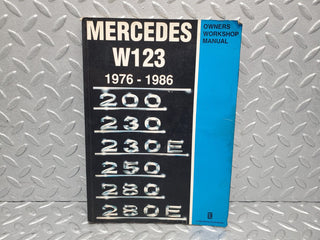 MERCEDES
W123
1976 - 1986
200
230
230E
250
280
280E
OWNERS
WORKSHOP
MANUAL